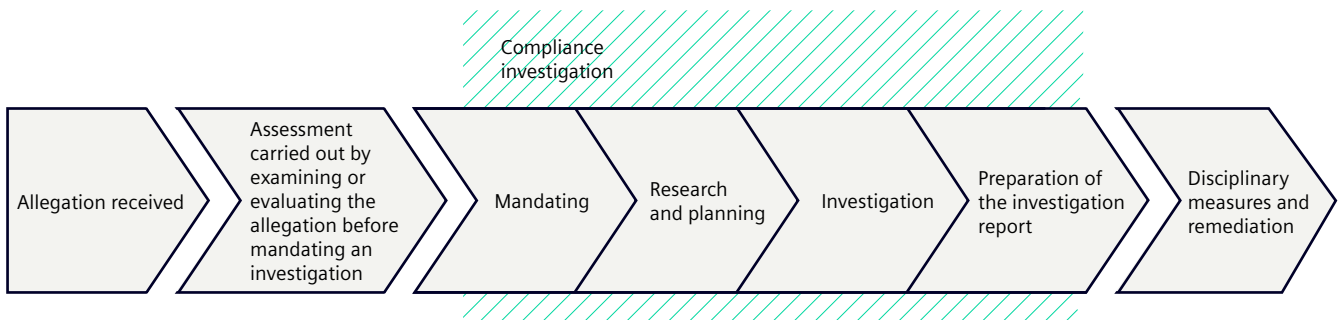 Compliance
investigation
Allegation received
Assessment
carried out by
examining or
evaluating the
allegation before
mandating an
investigation
Mandating
Research
and planning
Investigation
Preparation of
the investigation
report
Disciplinary
measures and
remediation